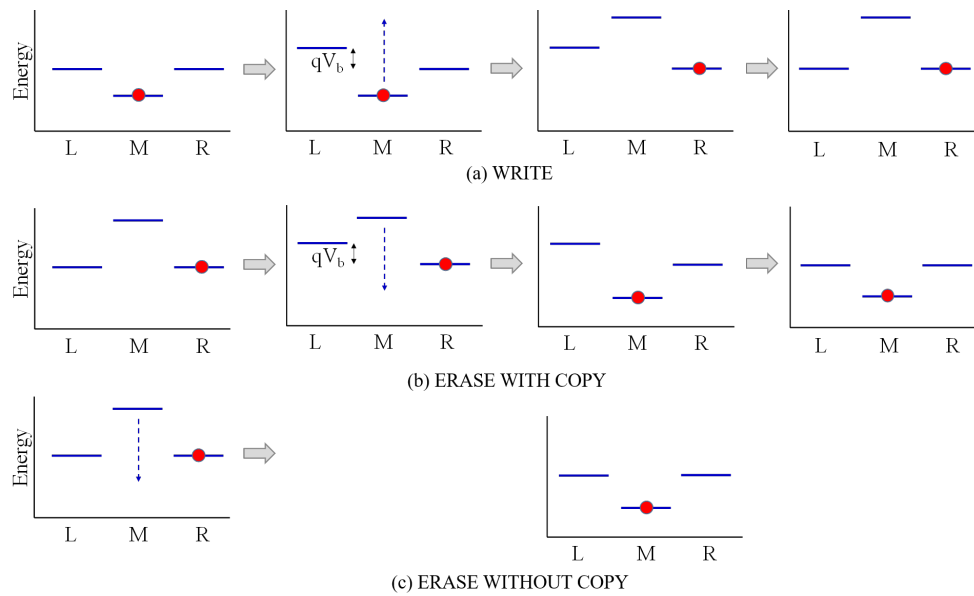 Energy
qV_b
L M R
L M R
L M R
L M R
(a) WRITE
Energy
qV_b
L M R
L M R
L M R
L M R
(b) ERASE WITH COPY
Energy
L M R
L M R
(c) ERASE WITHOUT COPY